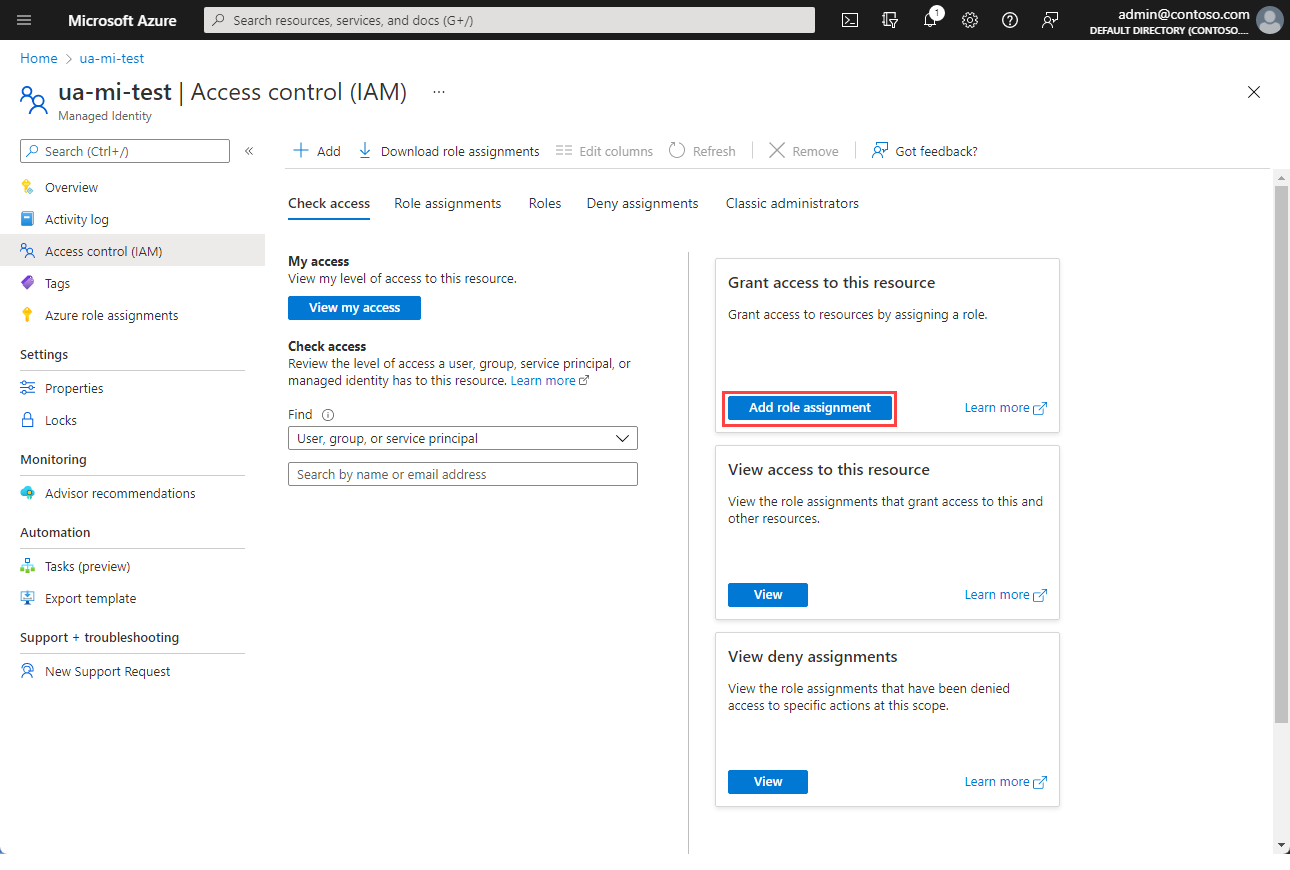 Microsoft Azure
Search resources, services, and docs (G+/)
1
admin@contoso.com
DEFAULT DIRECTORY (CONTOSO....
Home > ua-mi-test
ua-mi-test | Access control (IAM) ...
Managed Identity
Search (Ctrl+/)
«
Add
Download role assignments
Edit columns
Refresh
Remove
Got feedback?
Overview
Activity log
Access control (IAM)
Tags
Azure role assignments
Settings
Properties
Locks
Monitoring
Advisor recommendations
Automation
Tasks (preview)
Export template
Support + troubleshooting
New Support Request
Check access
Role assignments
Roles
Deny assignments
Classic administrators
My access
View my level of access to this resource.
View my access
Check access
Review the level of access a user, group, service principal, or
managed identity has to this resource. Learn more
Find
User, group, or service principal
Search by name or email address
Grant access to this resource
Grant access to resources by assigning a role.
Add role assignment
Learn more
View access to this resource
View the role assignments that grant access to this and
other resources.
View
Learn more
View deny assignments
View the role assignments that have been denied
access to specific actions at this scope.
View
Learn more